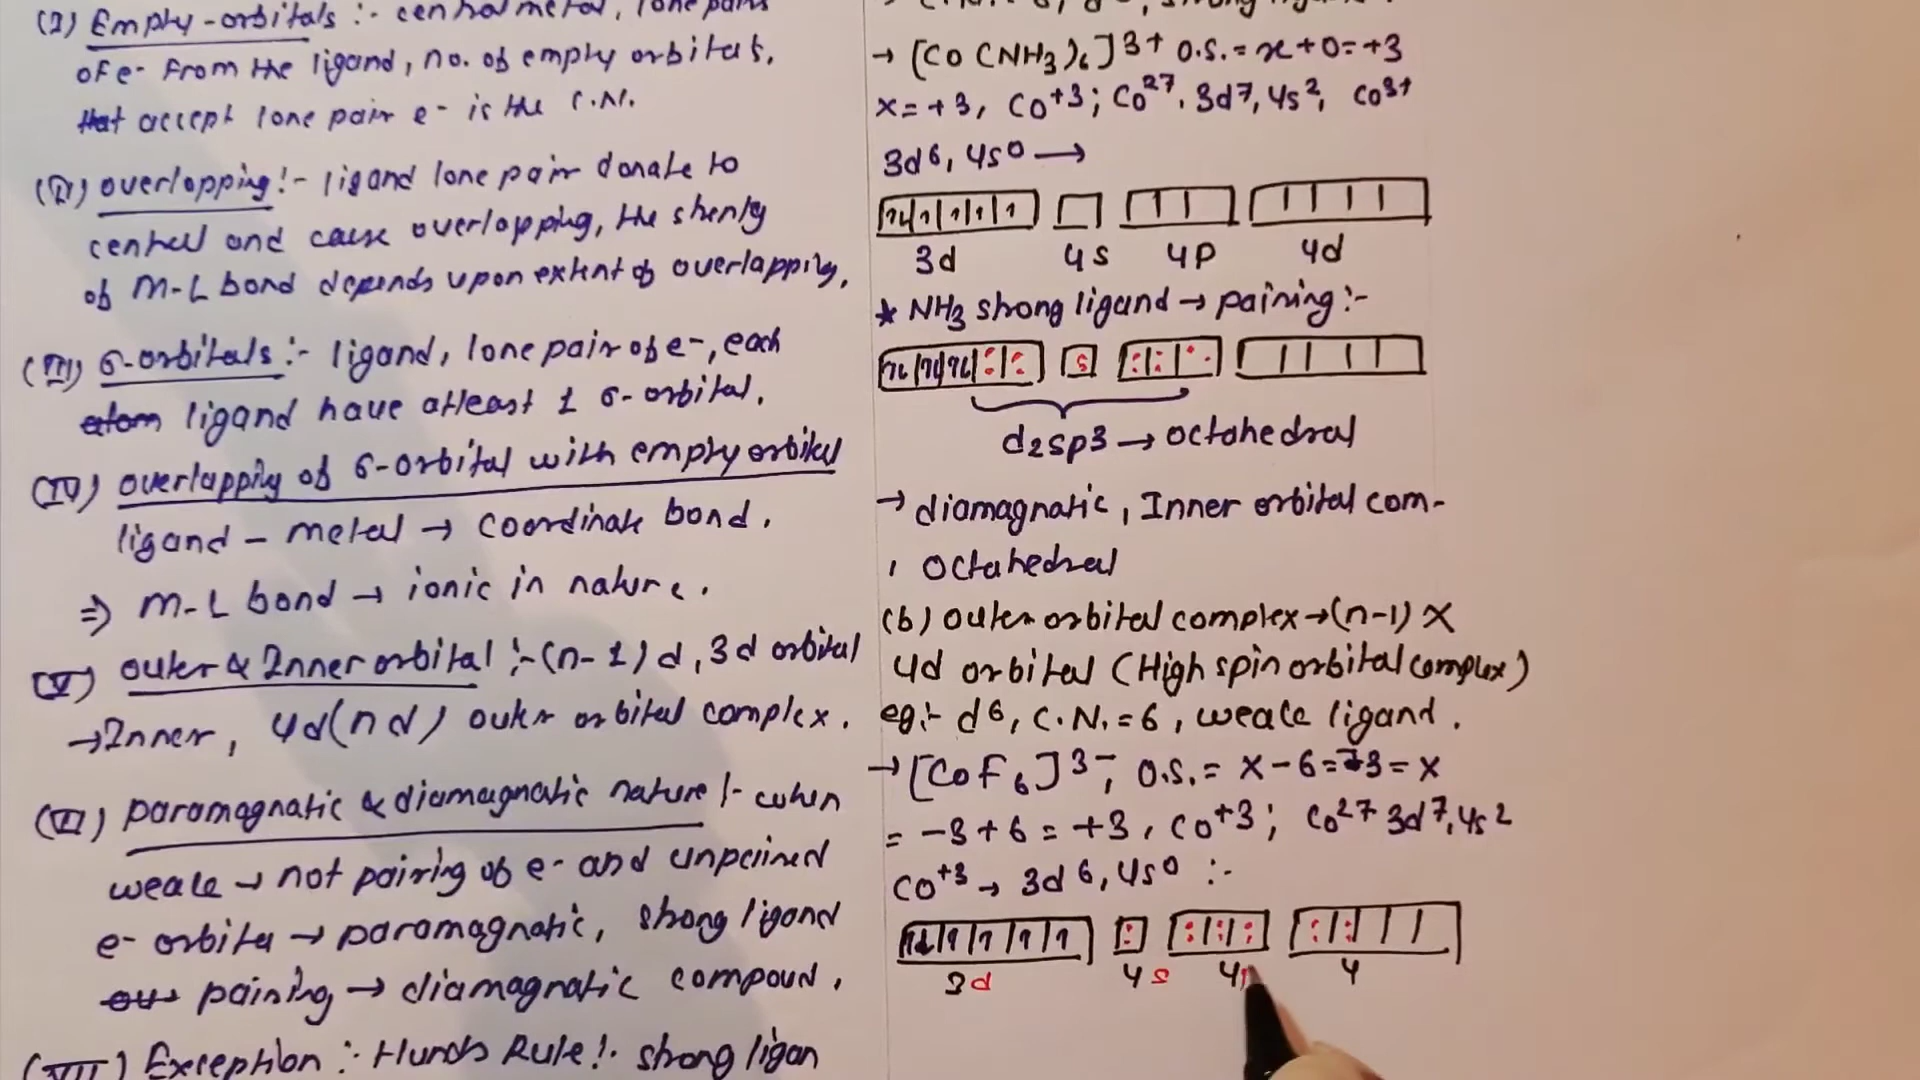 (I) Empty-orbitals :- central metal, lone pairs
of e- from the ligand, no. of empty orbitals,
that accept lone pair e- is the C.N.
(II) overlapping :- ligand lone pair donate to
central and cause overlopping, the strenty
of M-L bond depends upon extent of overlapping,
(III) σ-orbitals :- ligand, lone pair of e-, each
atom ligand have atleast 1 σ-orbital.
(IV) overlapping of σ-orbital with empty orbital
ligand - metal → coordinate bond.
⇒ M-L bond → ionic in nature.
(V) outer & Inner orbital :- (n-1) d, 3d orbital
→ Inner, 4d (nd) outer orbital complex.
(VI) paramagnatic & diamagnatic nature :- when
weak → not pairing of e- and unpaired
e- orbiter → paramagnatic, strong ligand
pairing → diamagnatic compound,
(VII) Exception :- Hunds Rule :- strong ligan
→ [Co (NH3)6]3+ O.S. = x + 0 = +3
x = +3, Co+3 ; Co27. 3d7, 4s2, Co3+
3d6, 4s0 →
3d 4s 4p 4d
* NH3 strong ligand → pairing :-
d2sp3 → octahedral
→ diamagnatic, Inner orbital com-
, octahedral
(b) outer orbital complex → (n-1) X
4d orbital (High spin orbital complex)
eg:- d6, C.N. = 6, weak ligand.
→ [CoF6]3-, O.S. = x - 6 = -3 = x
= -3 + 6 = +3, Co+3 ; Co27 3d7, 4s2
Co+3 → 3d6, 4s0 :-
3d 4s 4p 4